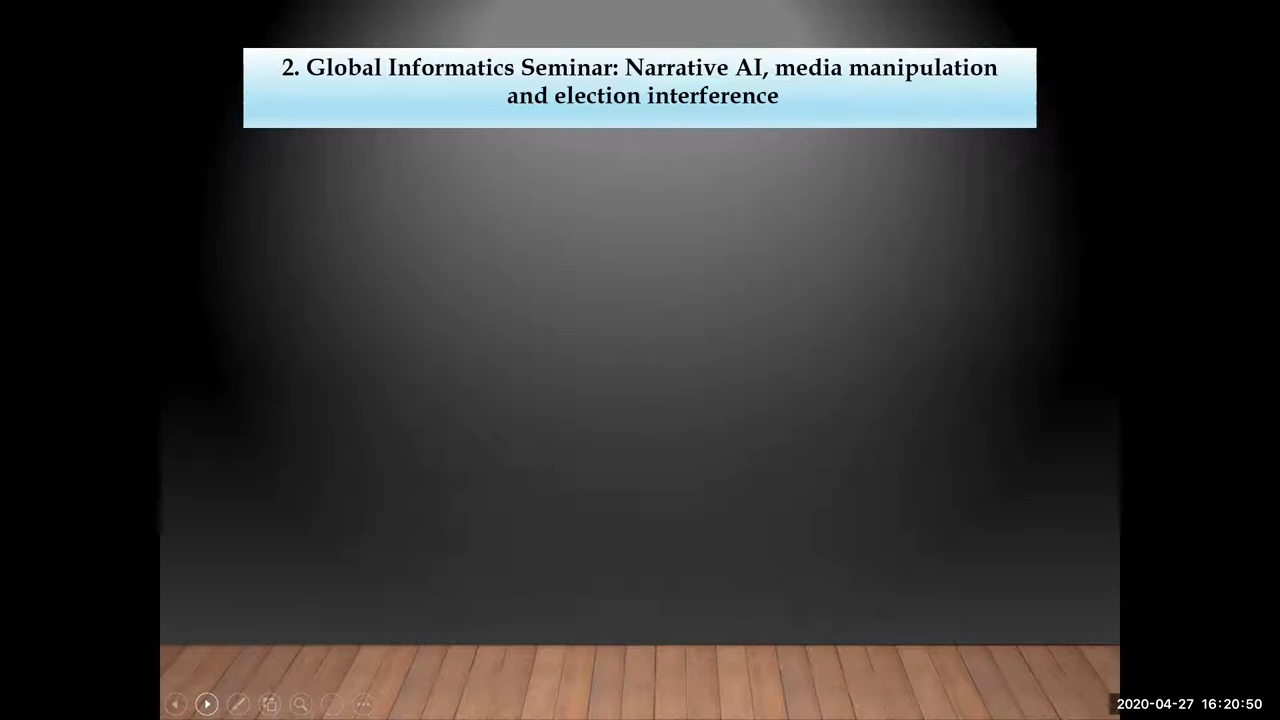 2. Global Informatics Seminar: Narrative AI, media manipulation
and election interference
2020-04-27 16:20:50